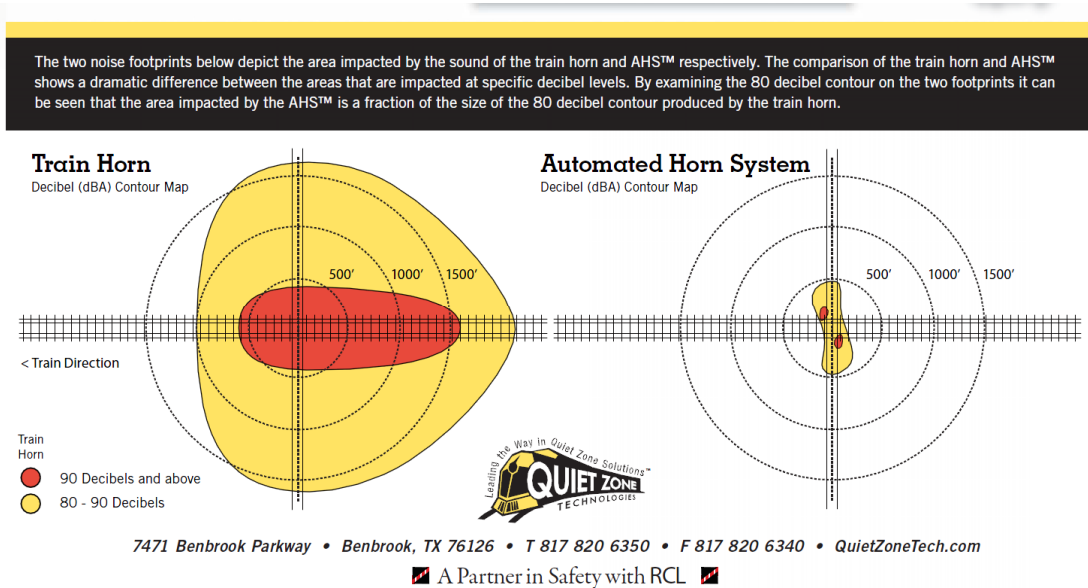 The two noise footprints below depict the area impacted by the sound of the train horn and AHS™ respectively. The comparison of the train horn and AHS™
shows a dramatic difference between the areas that are impacted at specific decibel levels. By examining the 80 decibel contour on the two footprints it can
be seen that the area impacted by the AHS™ is a fraction of the size of the 80 decibel contour produced by the train horn.
Train Horn
Decibel (dBA) Contour Map
500’
1000’
1500’
< Train Direction
Train
Horn
90 Decibels and above
80 - 90 Decibels
Automated Horn System
Decibel (dBA) Contour Map
500’
1000’
1500’
Leading the Way in Quiet Zone Solutions™
QUIET ZONE
TECHNOLOGIES
7471 Benbrook Parkway • Benbrook, TX 76126 • T 817 820 6350 • F 817 820 6340 • QuietZoneTech.com
A Partner in Safety with RCL